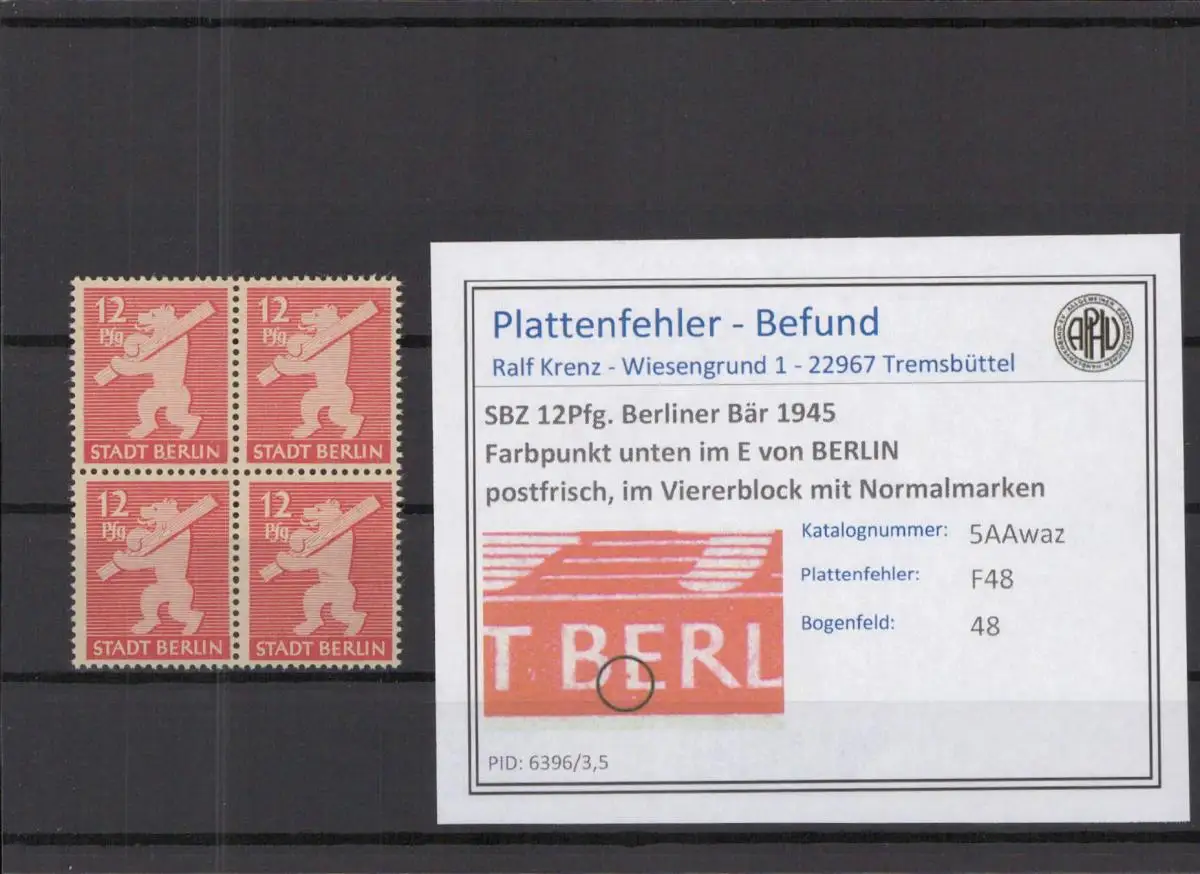 12 Pfg
STADT BERLIN
12 Pfg
STADT BERLIN
12 Pfg
STADT BERLIN
12 Pfg
STADT BERLIN
Plattenfehler - Befund
Ralf Krenz - Wiesengrund 1 - 22967 Tremsbüttel
APHV
SBZ 12Pfg. Berliner Bär 1945
Farbpunkt unten im E von BERLIN
postfrisch, im Viererblock mit Normalmarken
Katalognummer: 5AAwaz
Plattenfehler: F48
Bogenfeld: 48
T BERL
PID: 6396/3,5